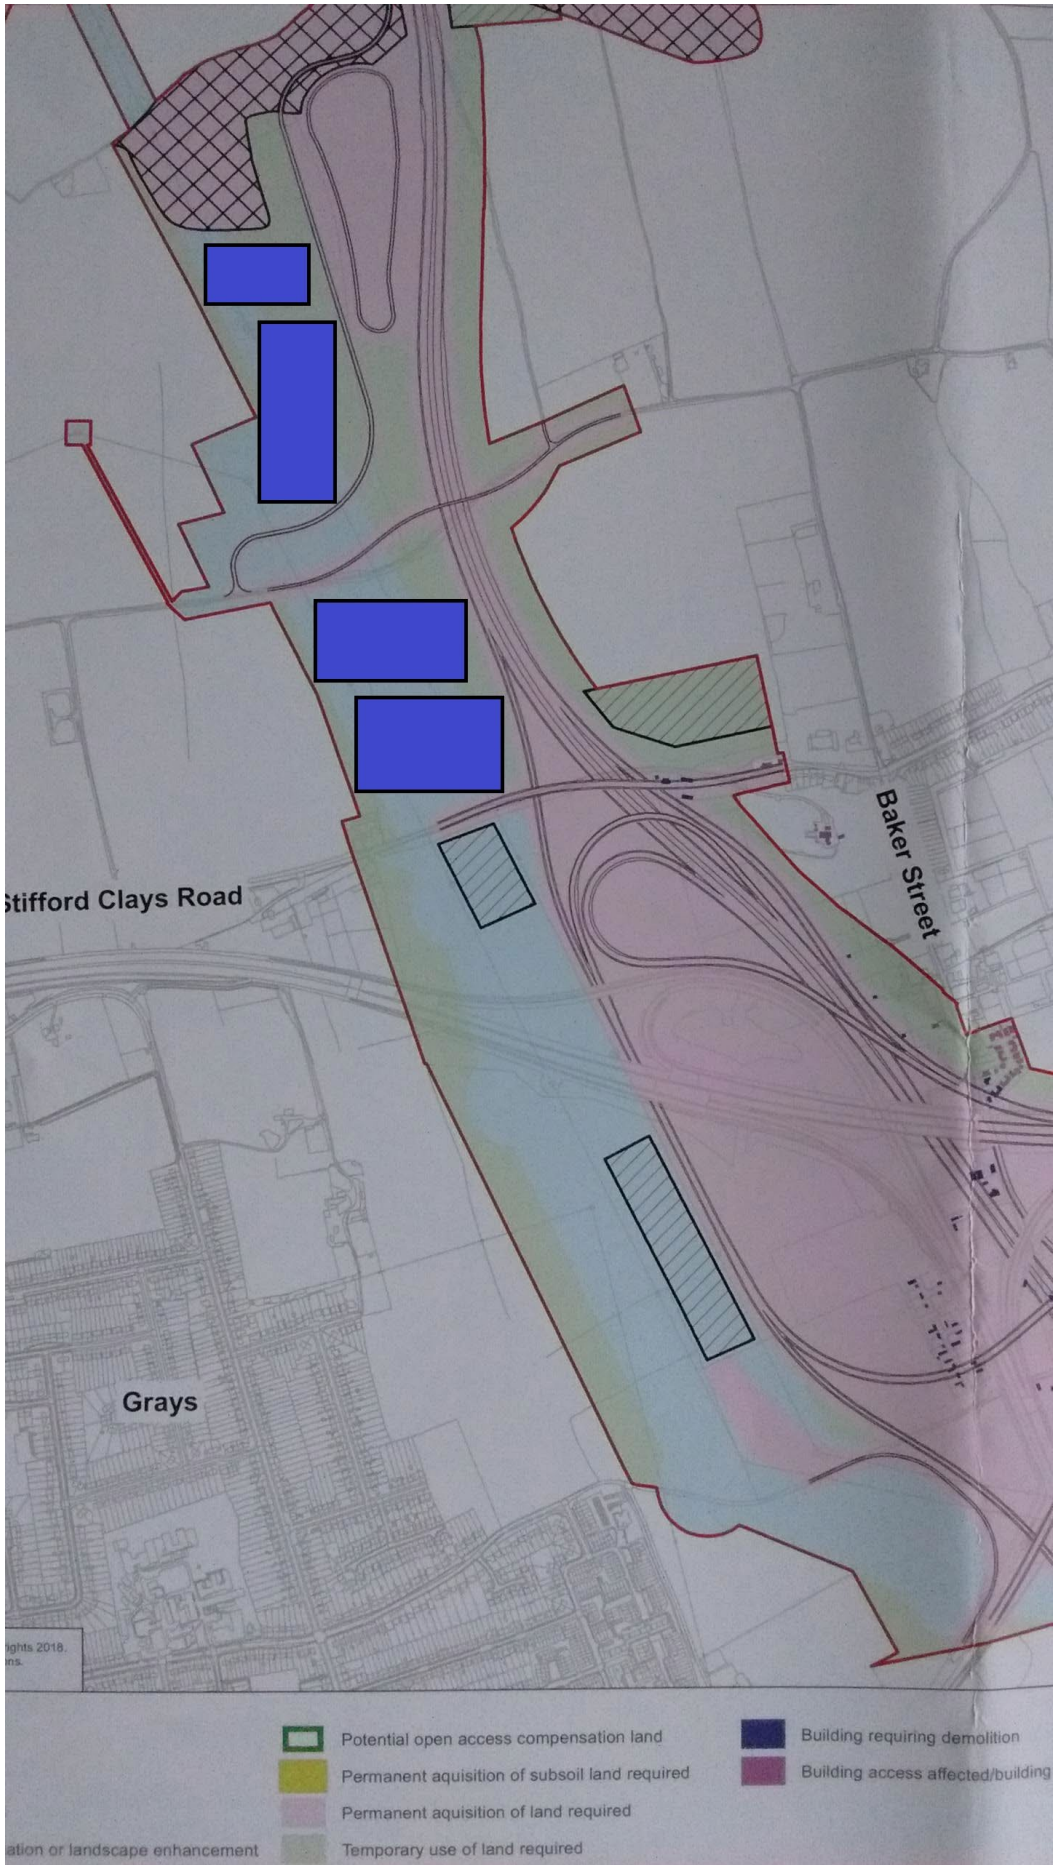 Baker Street
Stifford Clays Road
Grays
ights 2018.
ns.
Potential open access compensation land
Building requiring demolition
Permanent aquisition of subsoil land required
Building access affected/building
Permanent aquisition of land required
ation or landscape enhancement
Temporary use of land required